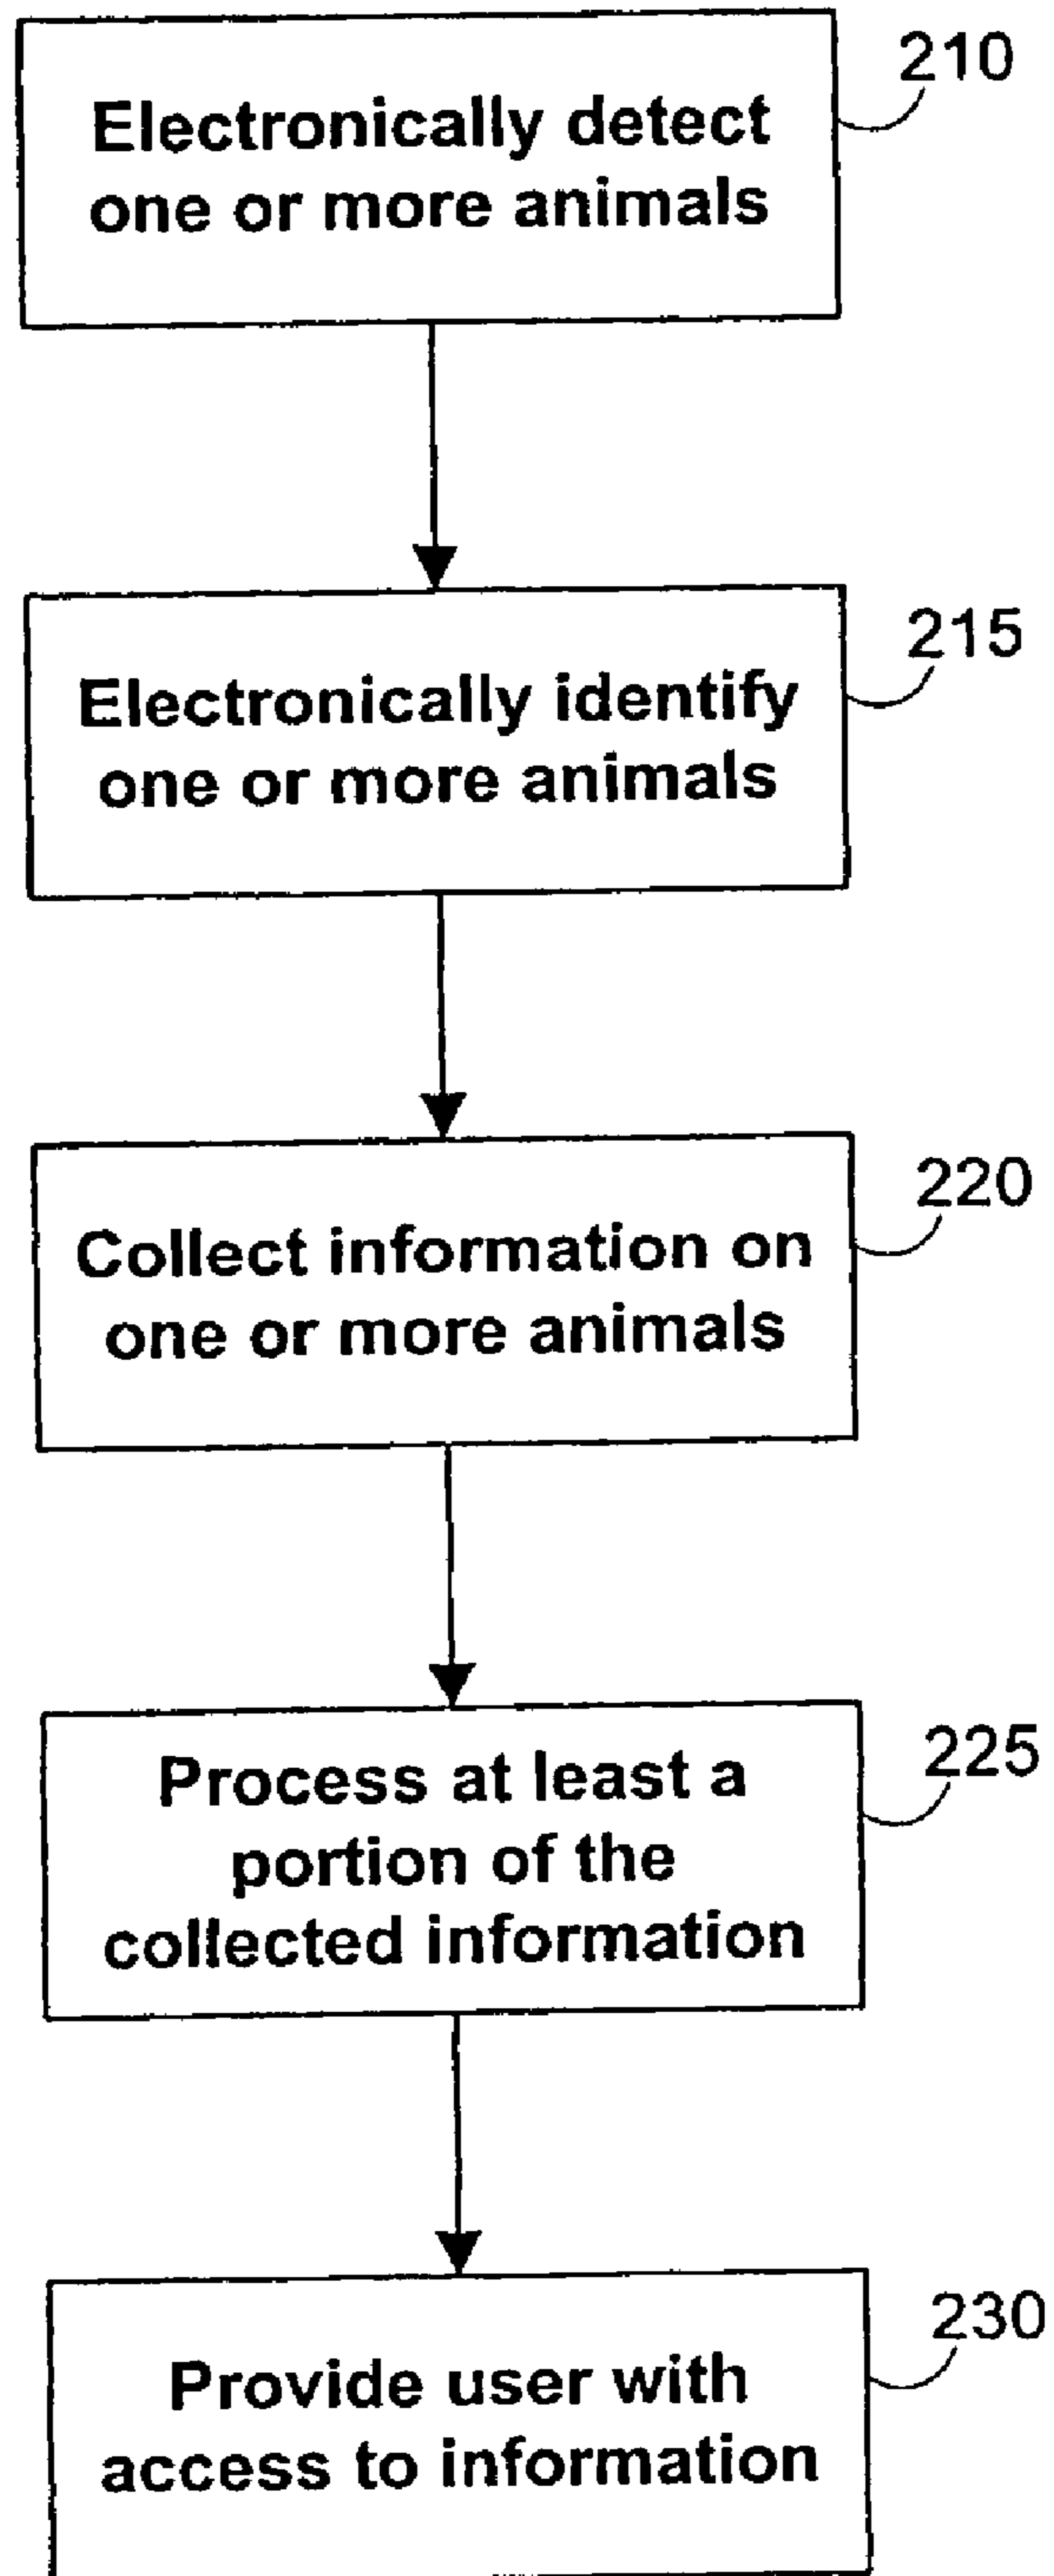 210
Electronically detect
one or more animals
215
Electronically identify
one or more animals
220
Collect information on
one or more animals
225
Process at least a
portion of the
collected information
230
Provide user with
access to information